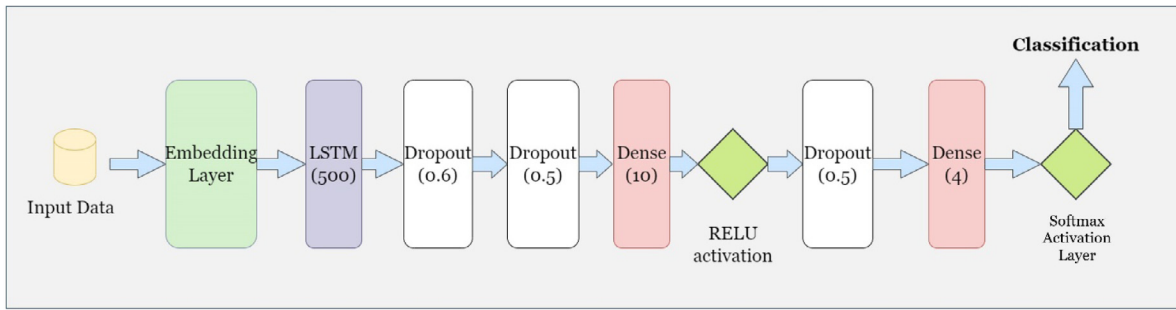 Classification
Input Data
Embedding
Layer
LSTM
(500)
Dropout
(0.6)
Dropout
(0.5)
Dense
(10)
RELU
activation
Dropout
(0.5)
Dense
(4)
Softmax
Activation
Layer